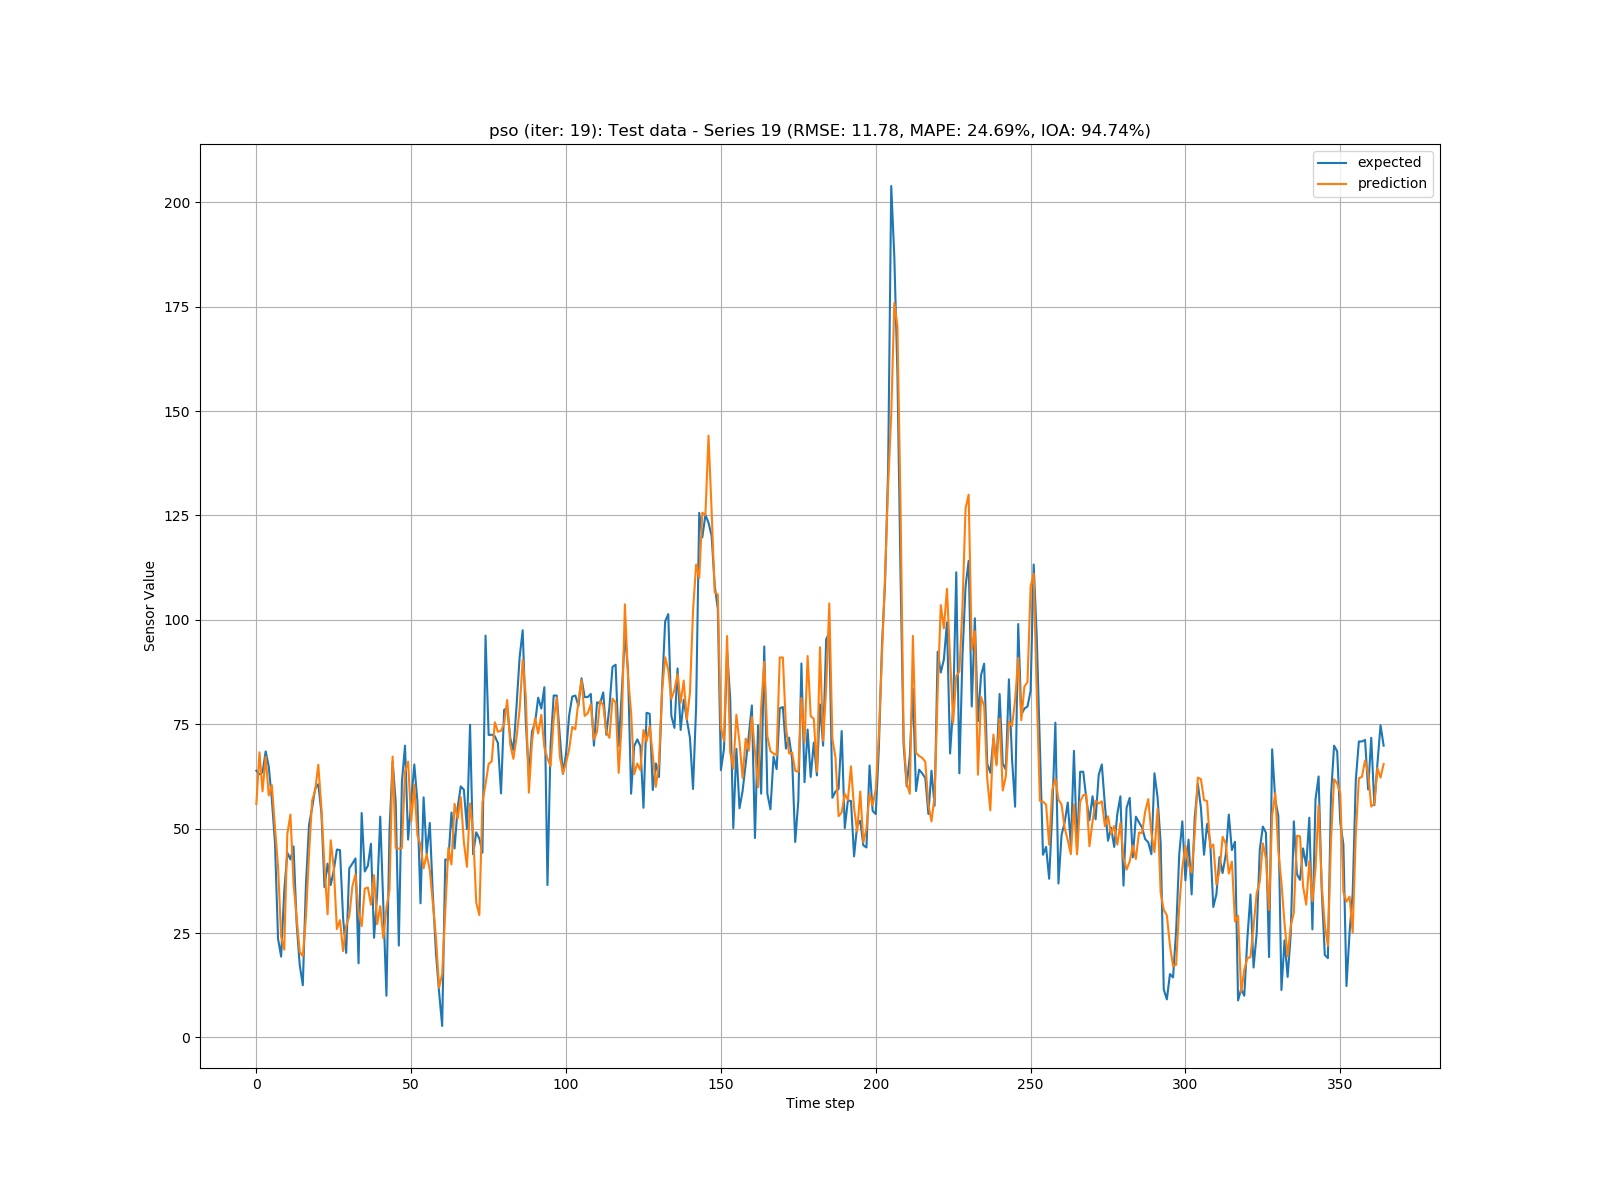 pso (iter: 19): Test data - Series 19 (RMSE: 11.78, MAPE: 24.69%, IOA: 94.74%)
expected
prediction
200
175
150
125
100
75
50
25
0
Sensor Value
0 50 100 150 200 250 300 350
Time step